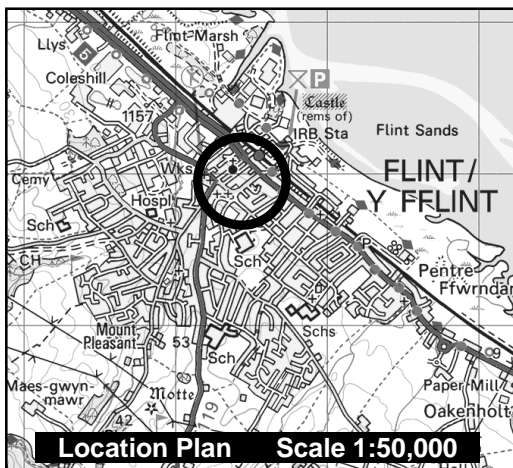 Llys
Flint Marsh
5
Coleshill
P
Castle
(rems of)
1157
IRB Sta
Flint Sands
Wks
FLINT /
Y FFLINT
Cemy
Hospl
Sch
Sch
CH
P
Pentre
Ffwrndan
Mount
Pleasant
53
Sch
Schs
9
Maes-gwyn-
mawr
Motte
Paper Mill
Oakenholt
42
A 119
Location Plan Scale 1:50,000